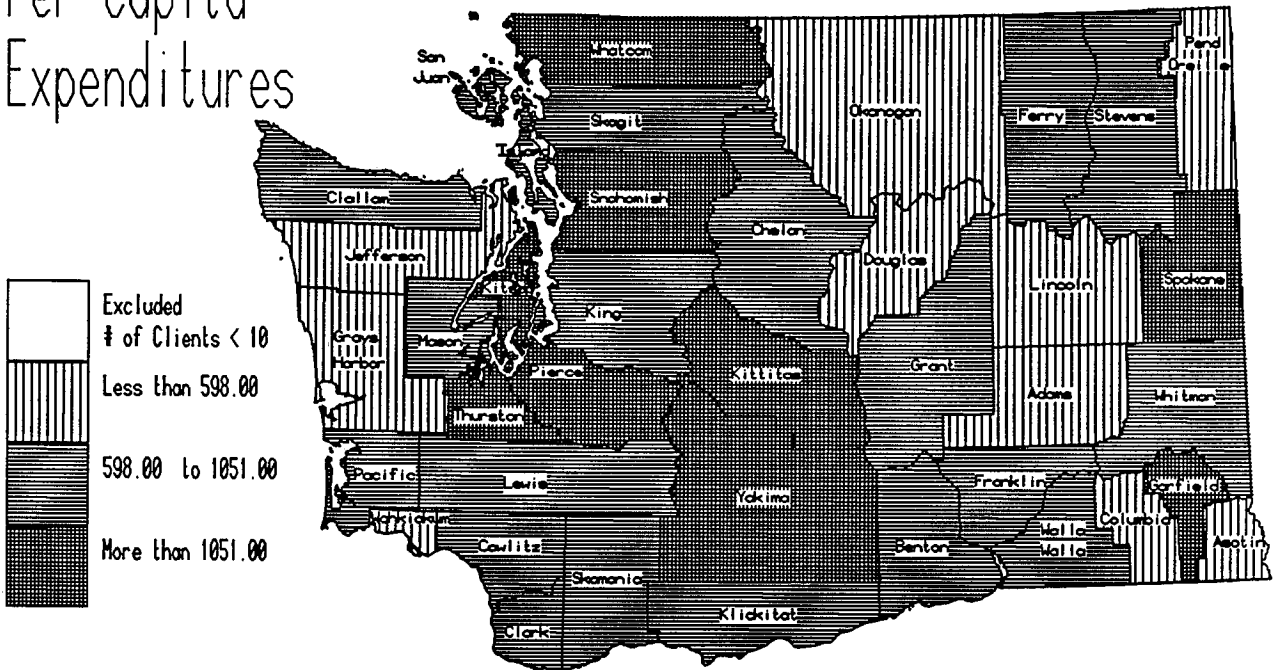 Per Capita
Expenditures
Excluded
# of Clients < 10
Less than 598.00
598.00 to 1051.00
More than 1051.00
San
Juan
Whatcom
Skagit
Island
Okanogan
Ferry
Stevens
Pend
Oreille
Clallam
Snohomish
Chelan
Jefferson
Douglas
Lincoln
Spokane
King
Mason
Grays
Harbor
Pierce
Kittitas
Grant
Adams
Whitman
Thurston
Pacific
Lewis
Yakima
Franklin
Garfield
Wahkiakum
Columbia
Cowlitz
Benton
Walla
Walla
Asotin
Skamania
Klickitat
Clark